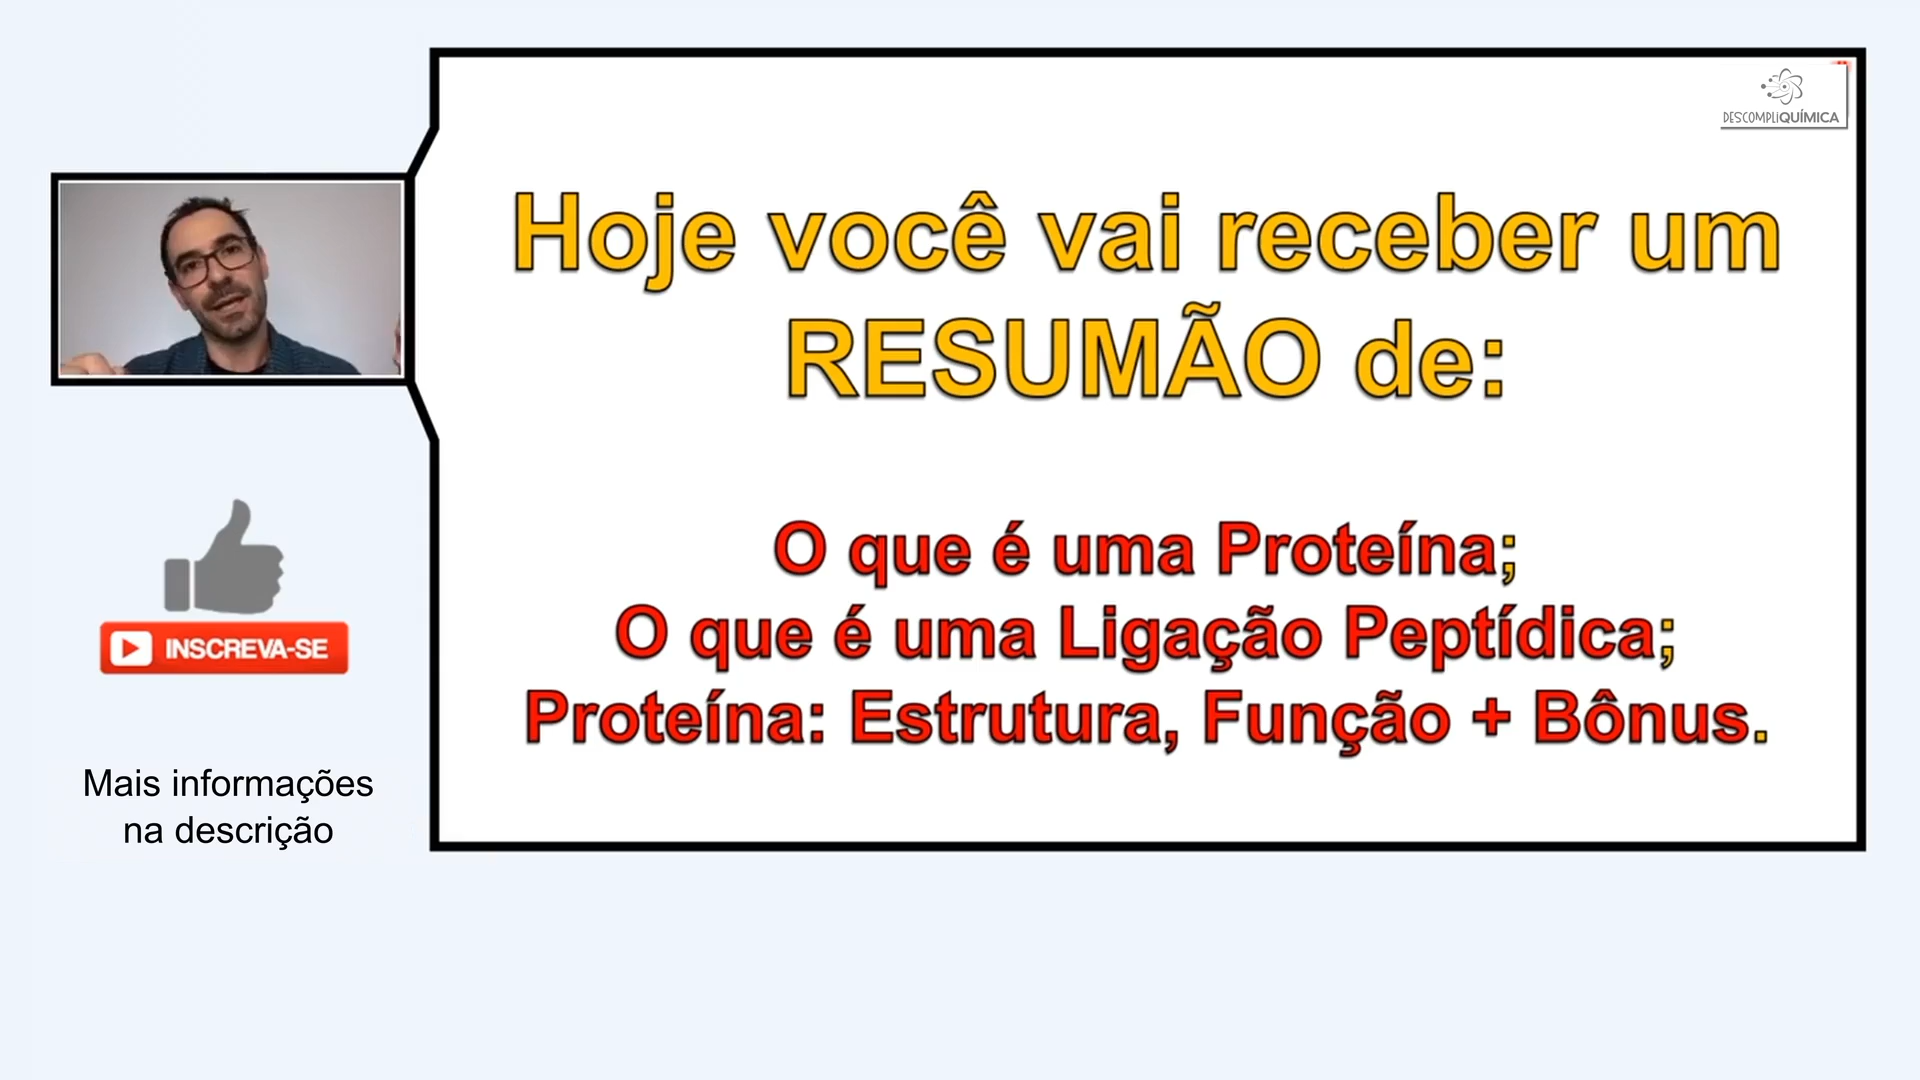 DESCOMPLIQUÍMICA
Hoje você vai receber um
RESUMÃO de:
O que é uma Proteína;
O que é uma Ligação Peptídica;
Proteína: Estrutura, Função + Bônus.
INSCREVA-SE
Mais informações
na descrição